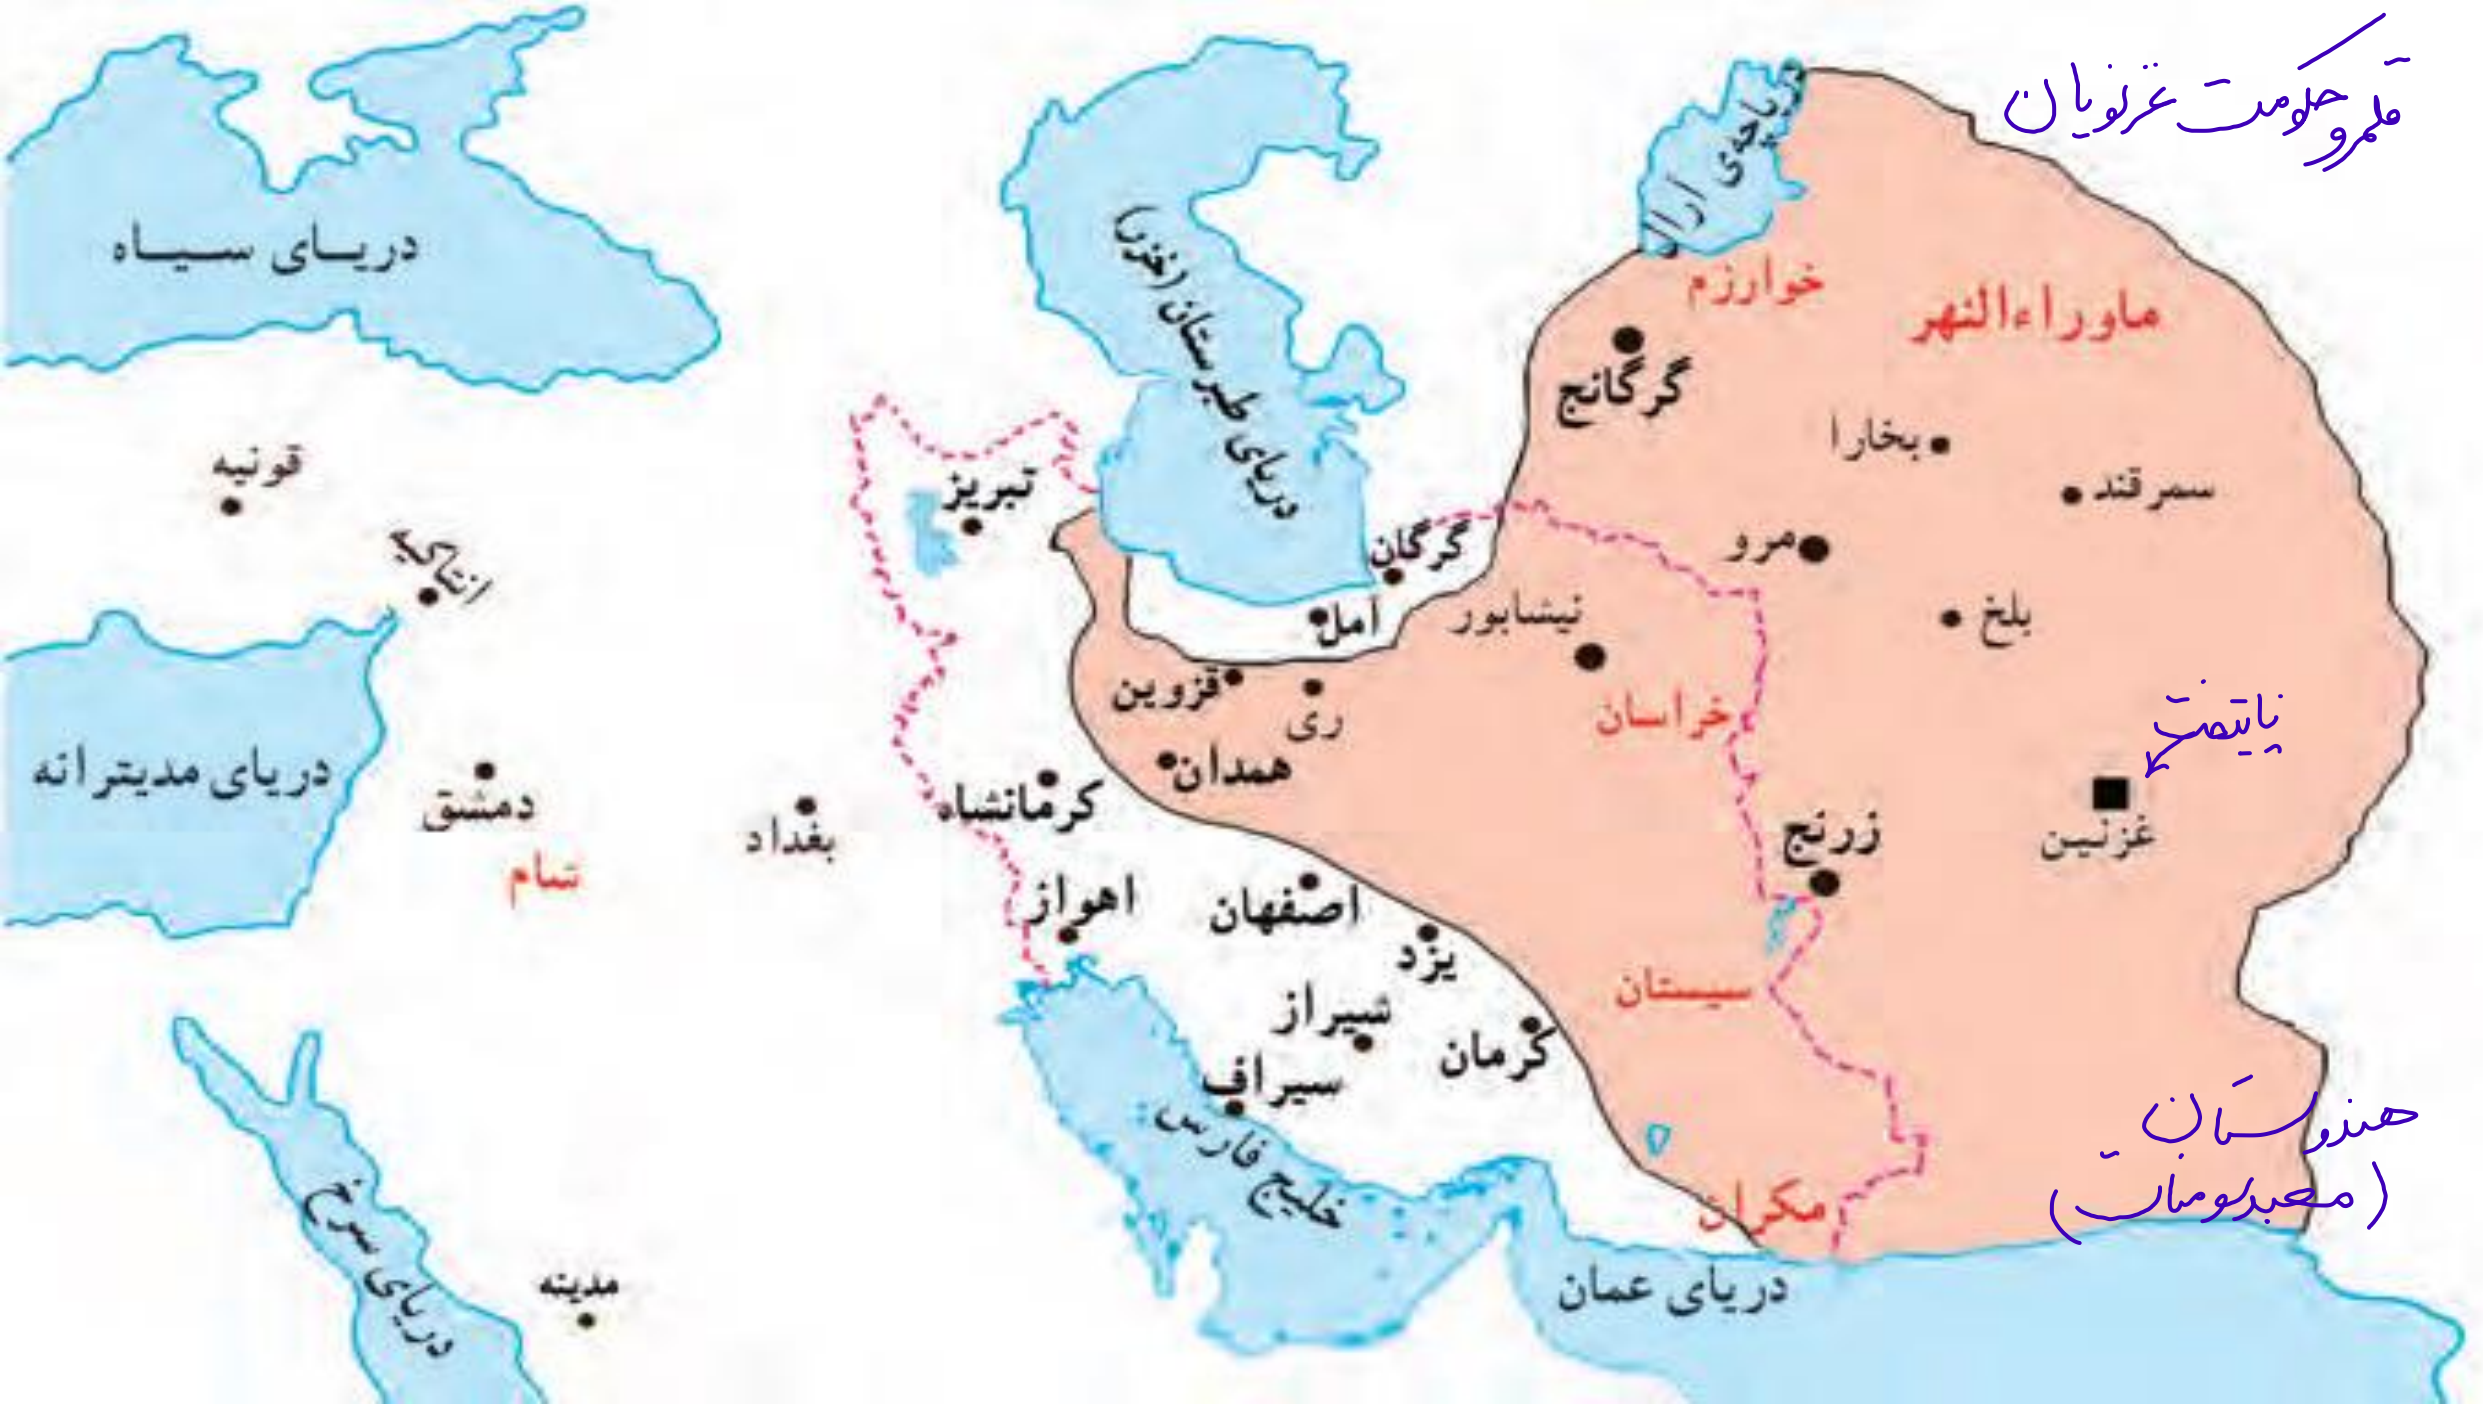 قلمرو حکومت غزنویان
دریاچه‌ی آرال
دریای سیاه
دریای طبرستان (خزر)
خوارزم
ماوراءالنهر
گرگانج
بخارا
سمرقند
قونیه
تبریز
انتاکیه
گرگان
مرو
آمل
نیشابور
بلخ
قزوین
ری
خراسان
پایتخت
همدان
دریای مدیترانه
دمشق
کرمانشاه
بغداد
زرنج
غزنین
شام
اهواز
اصفهان
یزد
سیستان
شیراز
کرمان
سیراف
خلیج فارس
هندوستان
(معبد سومنات)
مکران
دریای سرخ
مدینه
دریای عمان